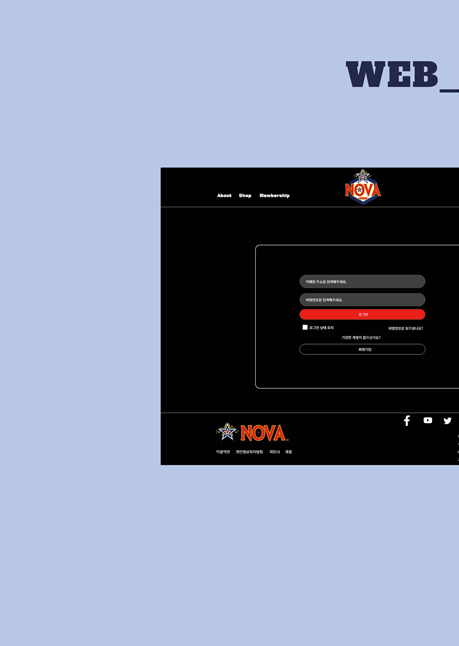 WEB_
About Shop Membership
NOVA
이메일 주소를 입력해주세요.
비밀번호를 입력해주세요.
로그인
로그인 상태 유지
비밀번호를 잊으셨나요?
가입한 계정이 없으신가요?
회원가입
NOVA
이용약관 개인정보처리방침 파트너 채용